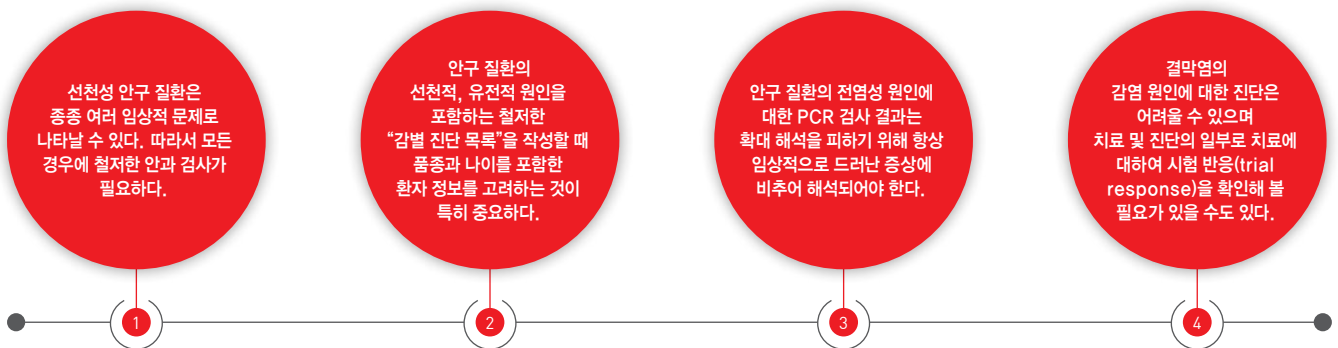 선천성 안구 질환은
종종 여러 임상적 문제로
나타날 수 있다. 따라서 모든
경우에 철저한 안과 검사가
필요하다.
안구 질환의
선천적, 유전적 원인을
포함하는 철저한
“감별 진단 목록”을 작성할 때
품종과 나이를 포함한
환자 정보를 고려하는 것이
특히 중요하다.
안구 질환의 전염성 원인에
대한 PCR 검사 결과는
확대 해석을 피하기 위해 항상
임상적으로 드러난 증상에
비추어 해석되어야 한다.
결막염의
감염 원인에 대한 진단은
어려울 수 있으며
치료 및 진단의 일부로 치료에
대하여 시험 반응(trial
response)을 확인해 볼
필요가 있을 수도 있다.
1
2
3
4